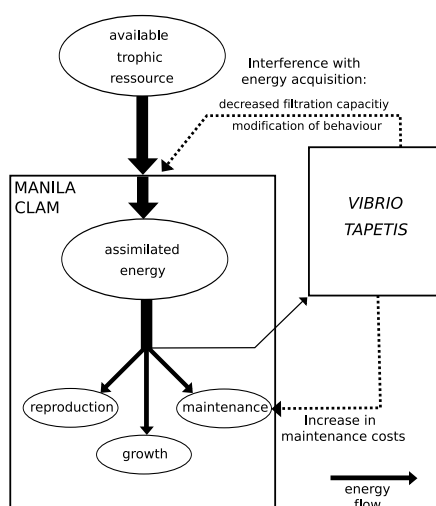 available
trophic
ressource
Interference with
energy acquisition:
decreased filtration capacitiy
modification of behaviour
MANILA
CLAM
VIBRIO
TAPETIS
assimilated
energy
reproduction
maintenance
growth
Increase in
maintenance costs
energy
flow